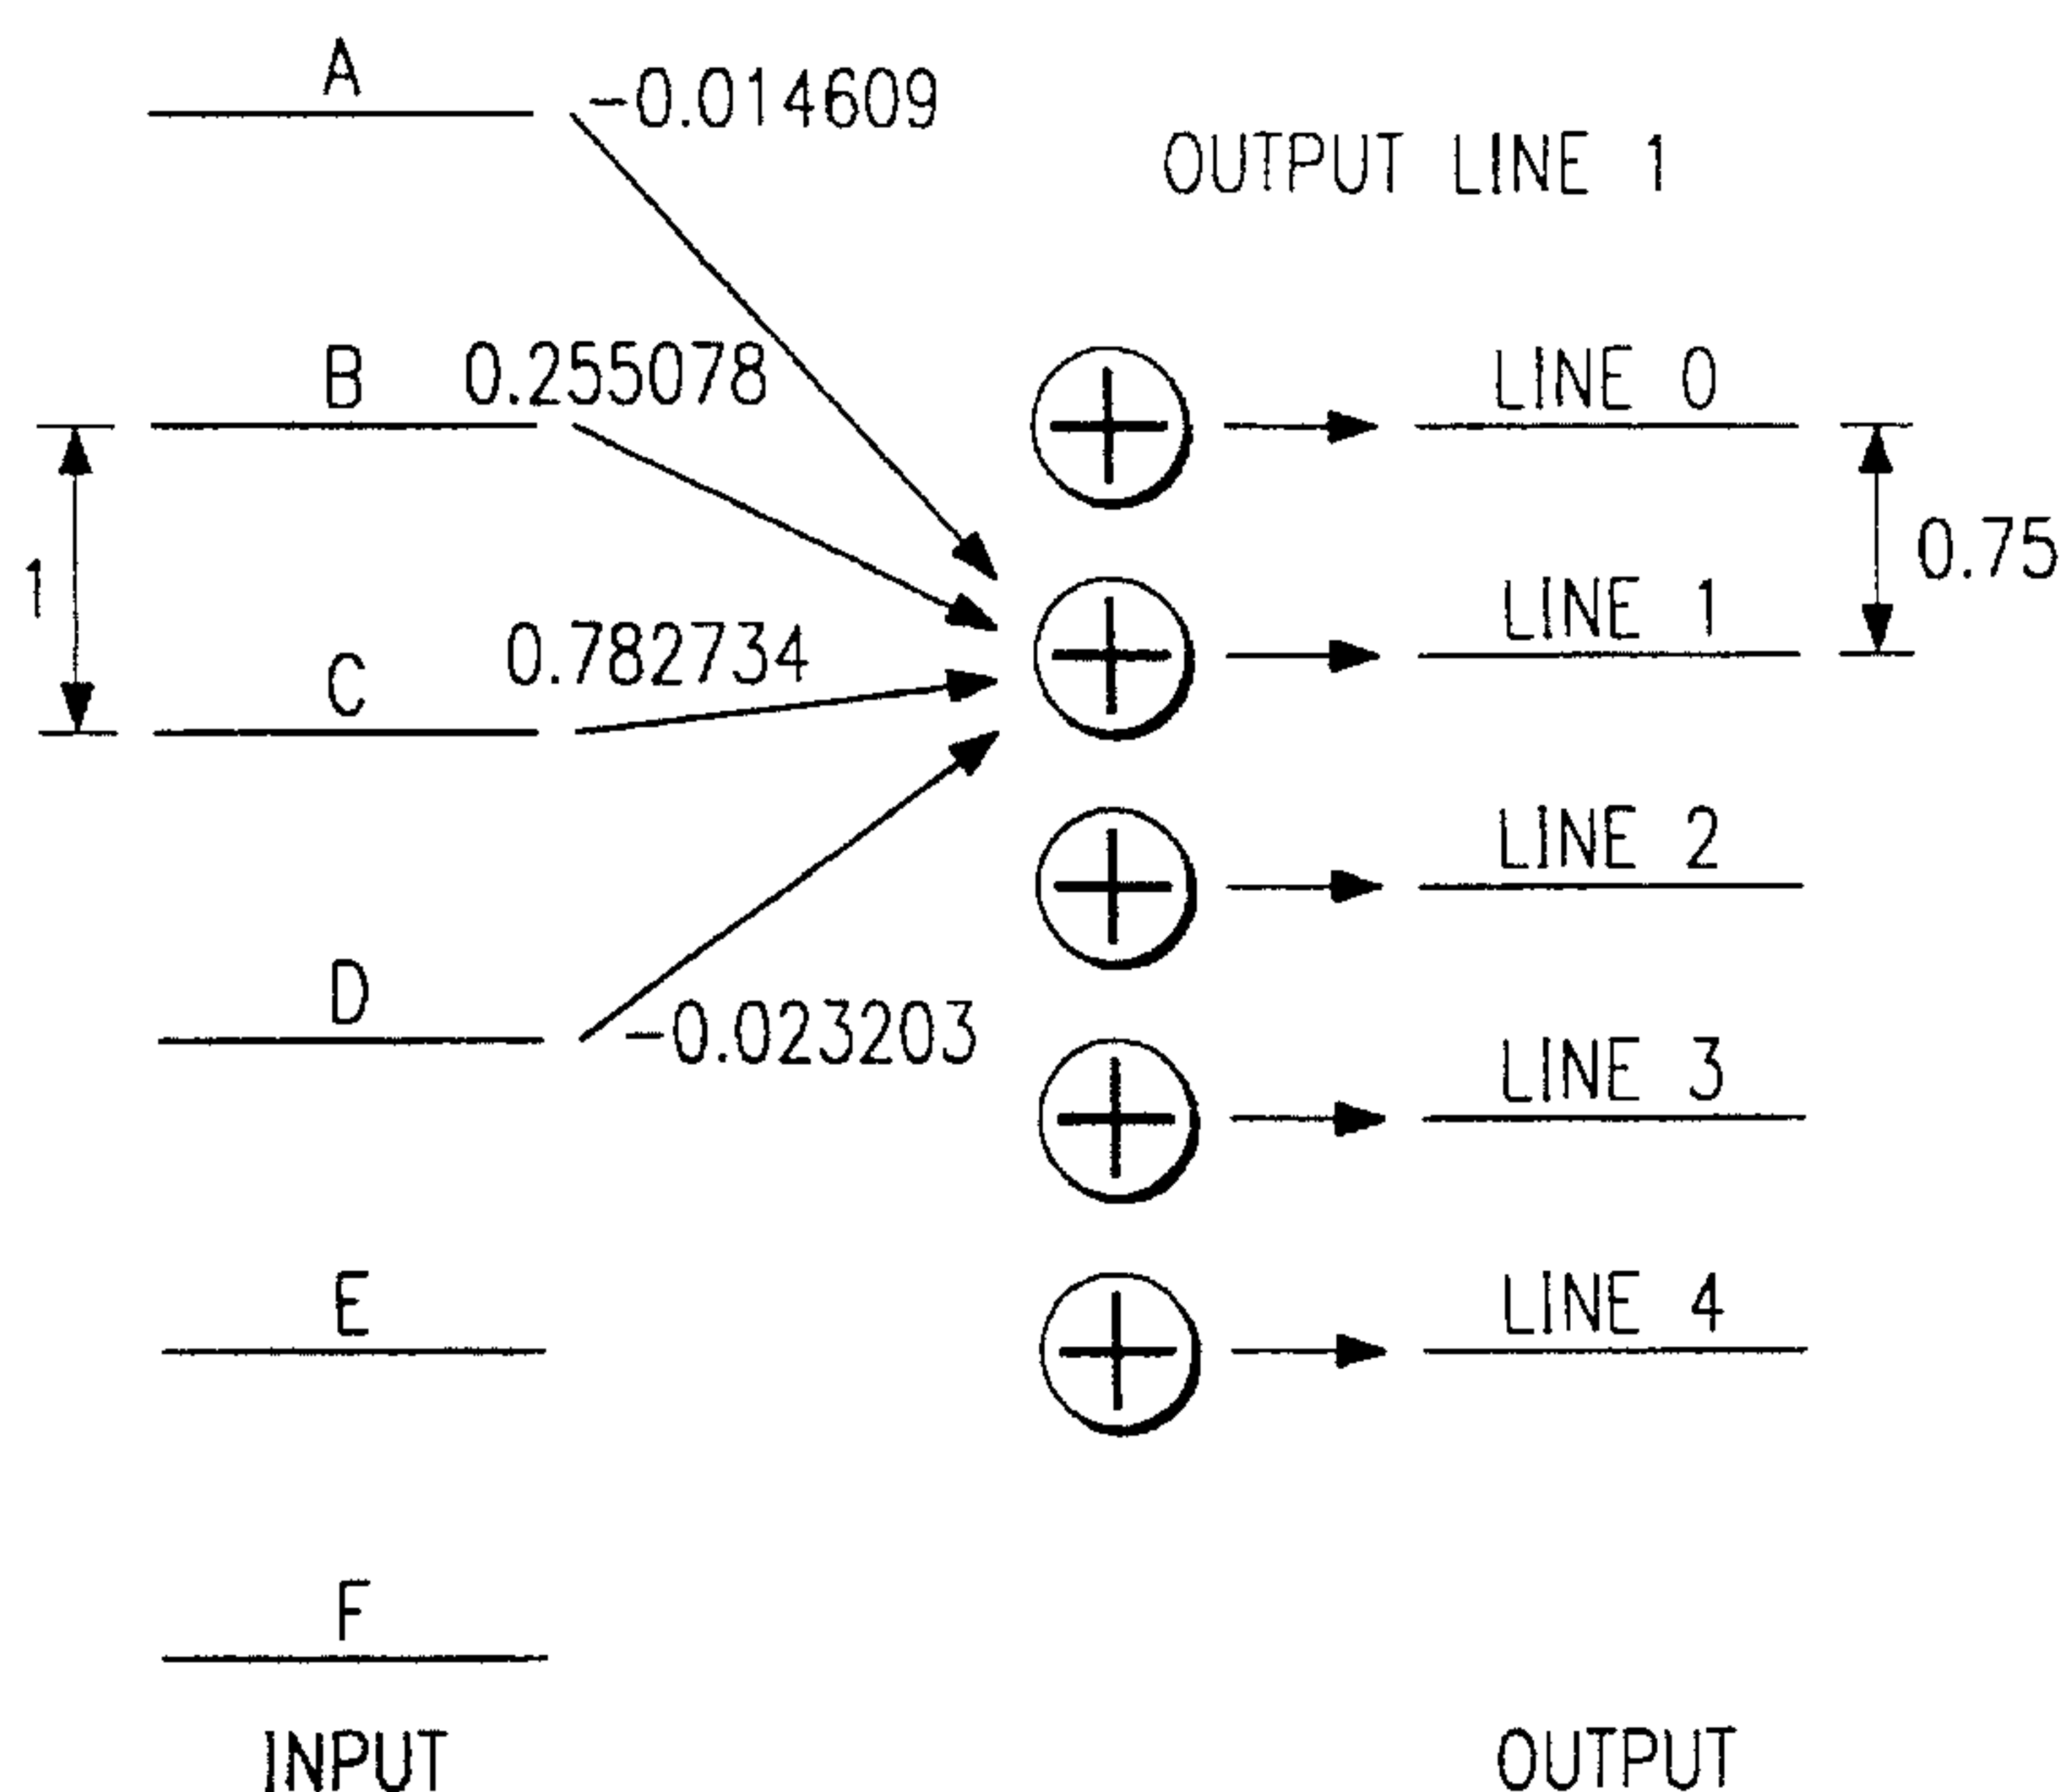 A
-0.014609
OUTPUT LINE 1
B
0.255078
LINE 0
1
0.75
C
0.782734
LINE 1
LINE 2
D
-0.023203
LINE 3
E
LINE 4
F
INPUT
OUTPUT